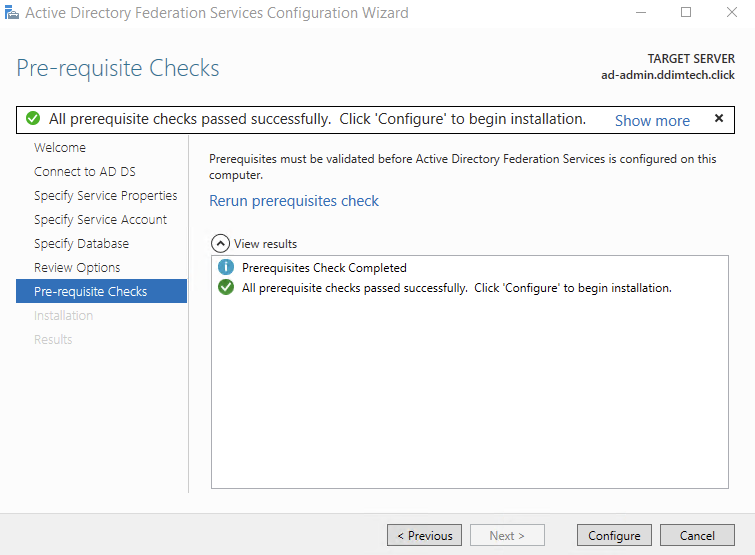 Active Directory Federation Services Configuration Wizard
Pre-requisite Checks
TARGET SERVER
ad-admin.ddimtech.click
All prerequisite checks passed successfully.  Click 'Configure' to begin installation.
Show more
Welcome
Connect to AD DS
Specify Service Properties
Specify Service Account
Specify Database
Review Options
Pre-requisite Checks
Installation
Results
Prerequisites must be validated before Active Directory Federation Services is configured on this
computer.
Rerun prerequisites check
View results
Prerequisites Check Completed
All prerequisite checks passed successfully.  Click 'Configure' to begin installation.
< Previous
Next >
Configure
Cancel